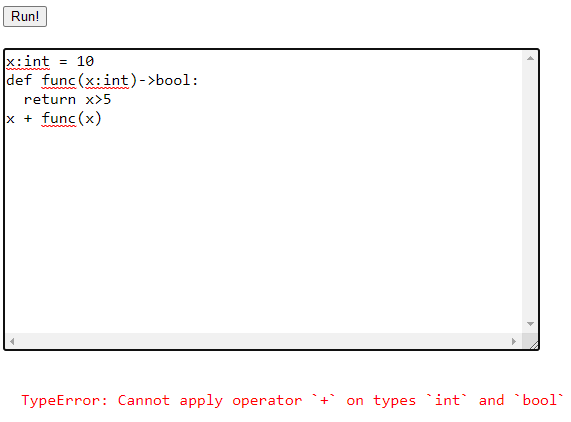 Run!
x:int = 10
def func(x:int)->bool:
  return x>5
x + func(x)
TypeError: Cannot apply operator `+` on types `int` and `bool`